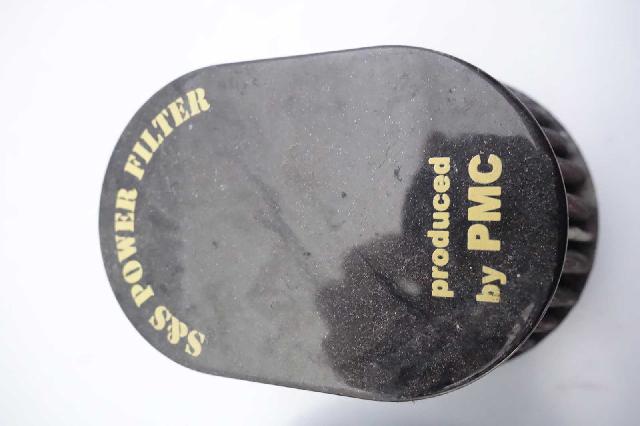 S&S POWER FILTER
produced
by PMC